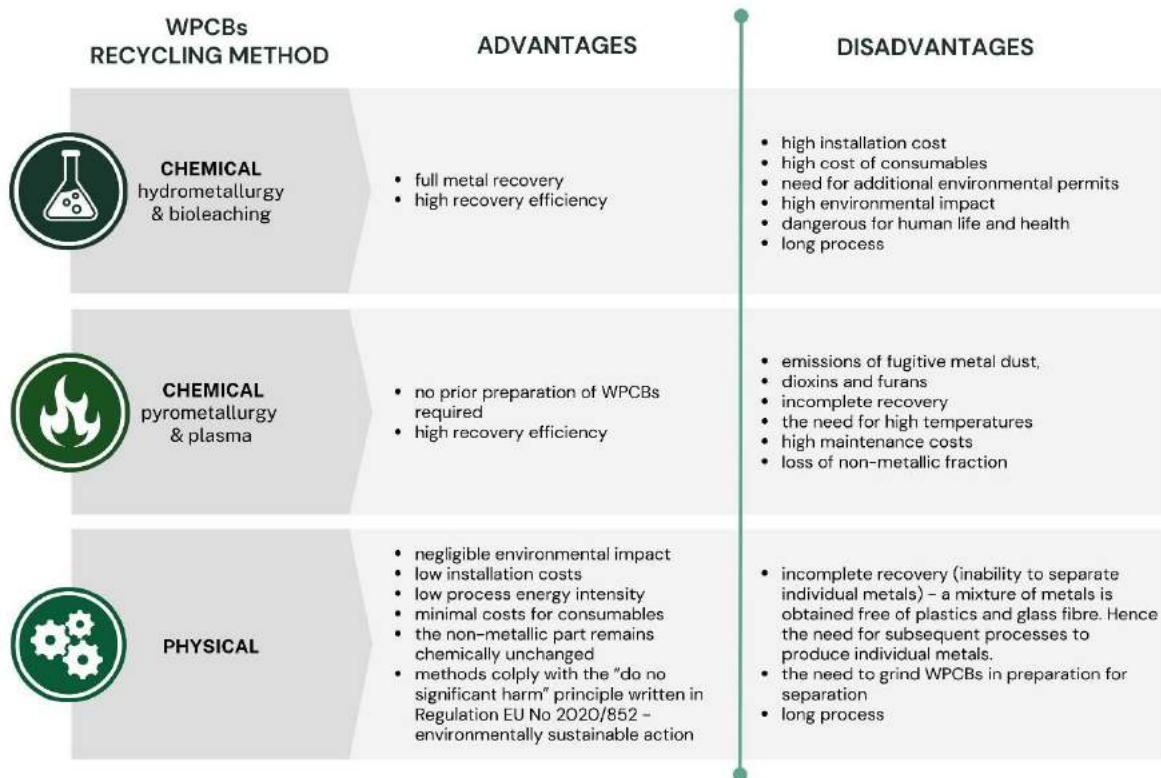 WPCBs
RECYCLING METHOD
ADVANTAGES
DISADVANTAGES
CHEMICAL
hydrometallurgy
& bioleaching
• full metal recovery
• high recovery efficiency
• high installation cost
• high cost of consumables
• need for additional environmental permits
• high environmental impact
• dangerous for human life and health
• long process
CHEMICAL
pyrometallurgy
& plasma
• no prior preparation of WPCBs
required
• high recovery efficiency
• emissions of fugitive metal dust,
• dioxins and furans
• incomplete recovery
• the need for high temperatures
• high maintenance costs
• loss of non-metallic fraction
PHYSICAL
• negligible environmental impact
• low installation costs
• low process energy intensity
• minimal costs for consumables
• the non-metallic part remains
chemically unchanged
• methods colply with the "do no
significant harm" principle written in
Regulation EU No 2020/852 -
environmentally sustainable action
• incomplete recovery (inability to separate
individual metals) - a mixture of metals is
obtained free of plastics and glass fibre. Hence
the need for subsequent processes to
produce individual metals.
• the need to grind WPCBs in preparation for
separation
• long process